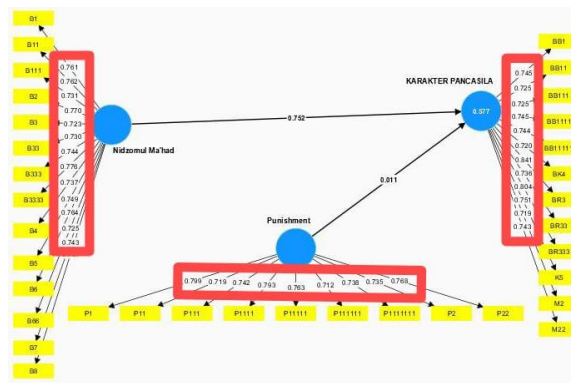 B1
B11
B111
B2
B3
B33
B333
B3333
B4
B5
B6
B66
B7
B8
0.761
0.762
0.731
0.770
0.723
0.730
0.744
0.776
0.737
0.749
0.764
0.725
0.743
Nidzomul Ma'had
0.752
KARAKTER PANCASILA
0.577
0.011
Punishment
0.799
0.719
0.742
0.793
0.763
0.712
0.738
0.735
0.768
P1
P11
P111
P1111
P11111
P111111
P1111111
P2
P22
0.745
0.725
0.725
0.745
0.744
0.720
0.841
0.736
0.804
0.751
0.719
0.743
BB1
BB11
BB111
BB1111
BB11111
BK4
BR3
BR33
BR333
K5
M2
M22